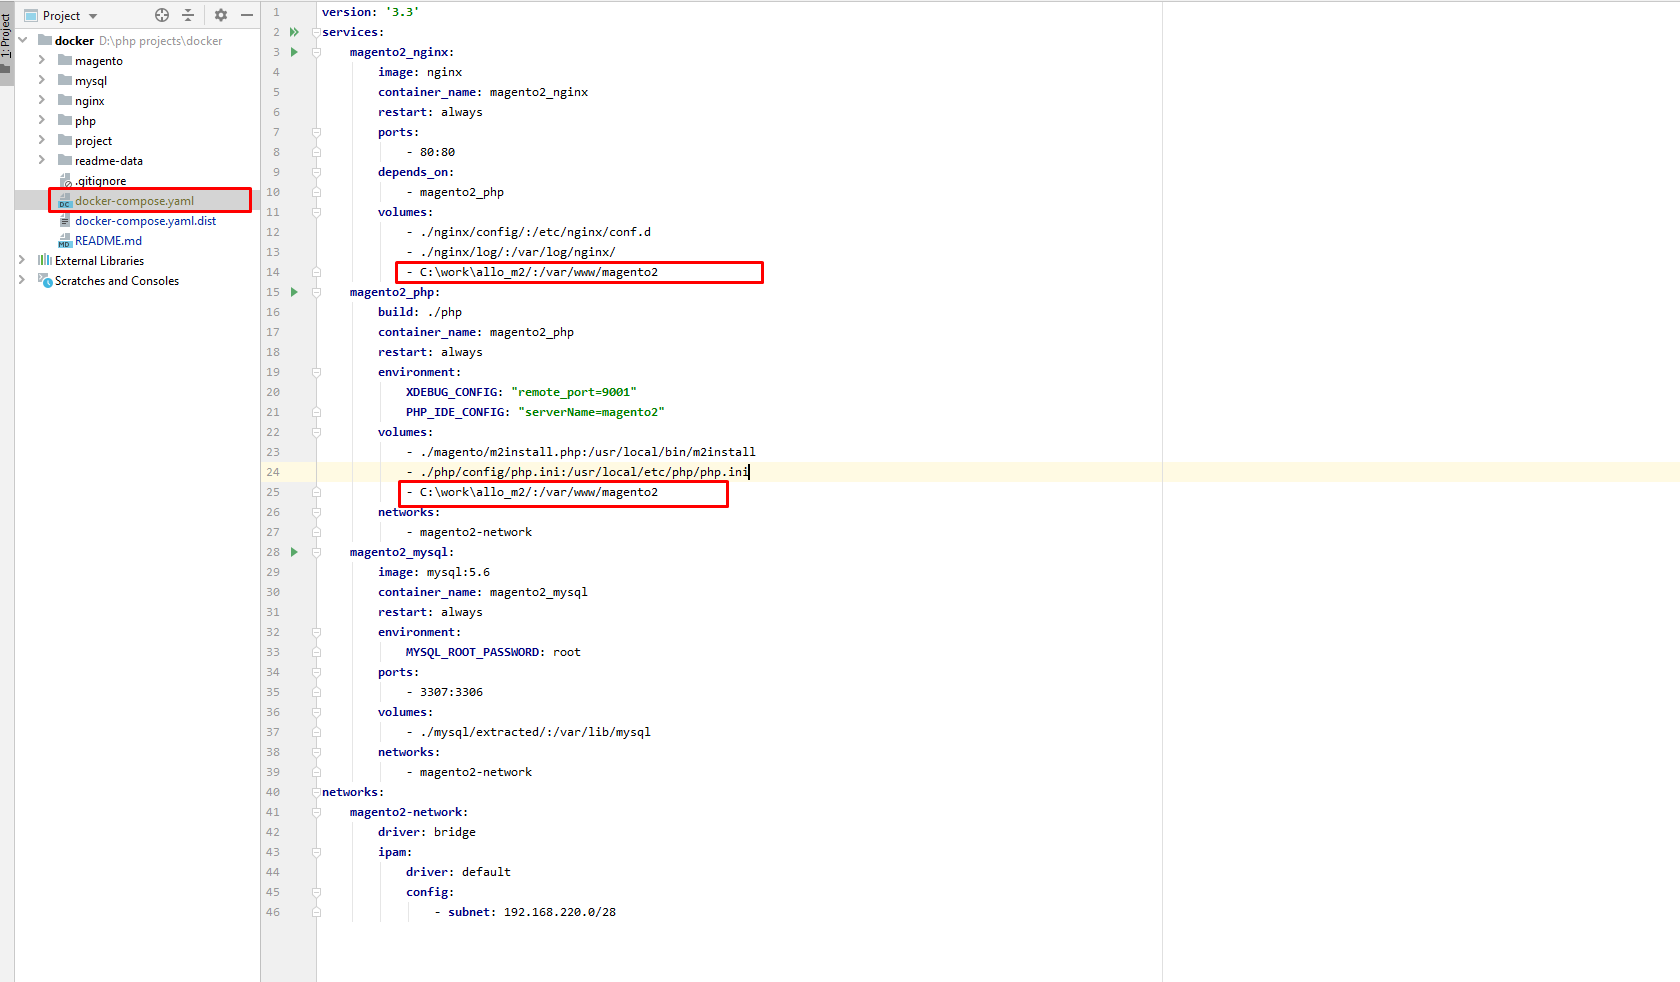 1: Project
Project
docker D:\php projects\docker
magento
mysql
nginx
php
project
readme-data
.gitignore
docker-compose.yaml
docker-compose.yaml.dist
README.md
External Libraries
Scratches and Consoles
1 version: '3.3'
2 services:
3 magento2_nginx:
4 image: nginx
5 container_name: magento2_nginx
6 restart: always
7 ports:
8 - 80:80
9 depends_on:
10 - magento2_php
11 volumes:
12 - ./nginx/config/:/etc/nginx/conf.d
13 - ./nginx/log/:/var/log/nginx/
14 - C:\work\allo_m2/:/var/www/magento2
15 magento2_php:
16 build: ./php
17 container_name: magento2_php
18 restart: always
19 environment:
20 XDEBUG_CONFIG: "remote_port=9001"
21 PHP_IDE_CONFIG: "serverName=magento2"
22 volumes:
23 - ./magento/m2install.php:/usr/local/bin/m2install
24 - ./php/config/php.ini:/usr/local/etc/php/php.ini
25 - C:\work\allo_m2/:/var/www/magento2
26 networks:
27 - magento2-network
28 magento2_mysql:
29 image: mysql:5.6
30 container_name: magento2_mysql
31 restart: always
32 environment:
33 MYSQL_ROOT_PASSWORD: root
34 ports:
35 - 3307:3306
36 volumes:
37 - ./mysql/extracted/:/var/lib/mysql
38 networks:
39 - magento2-network
40 networks:
41 magento2-network:
42 driver: bridge
43 ipam:
44 driver: default
45 config:
46 - subnet: 192.168.220.0/28